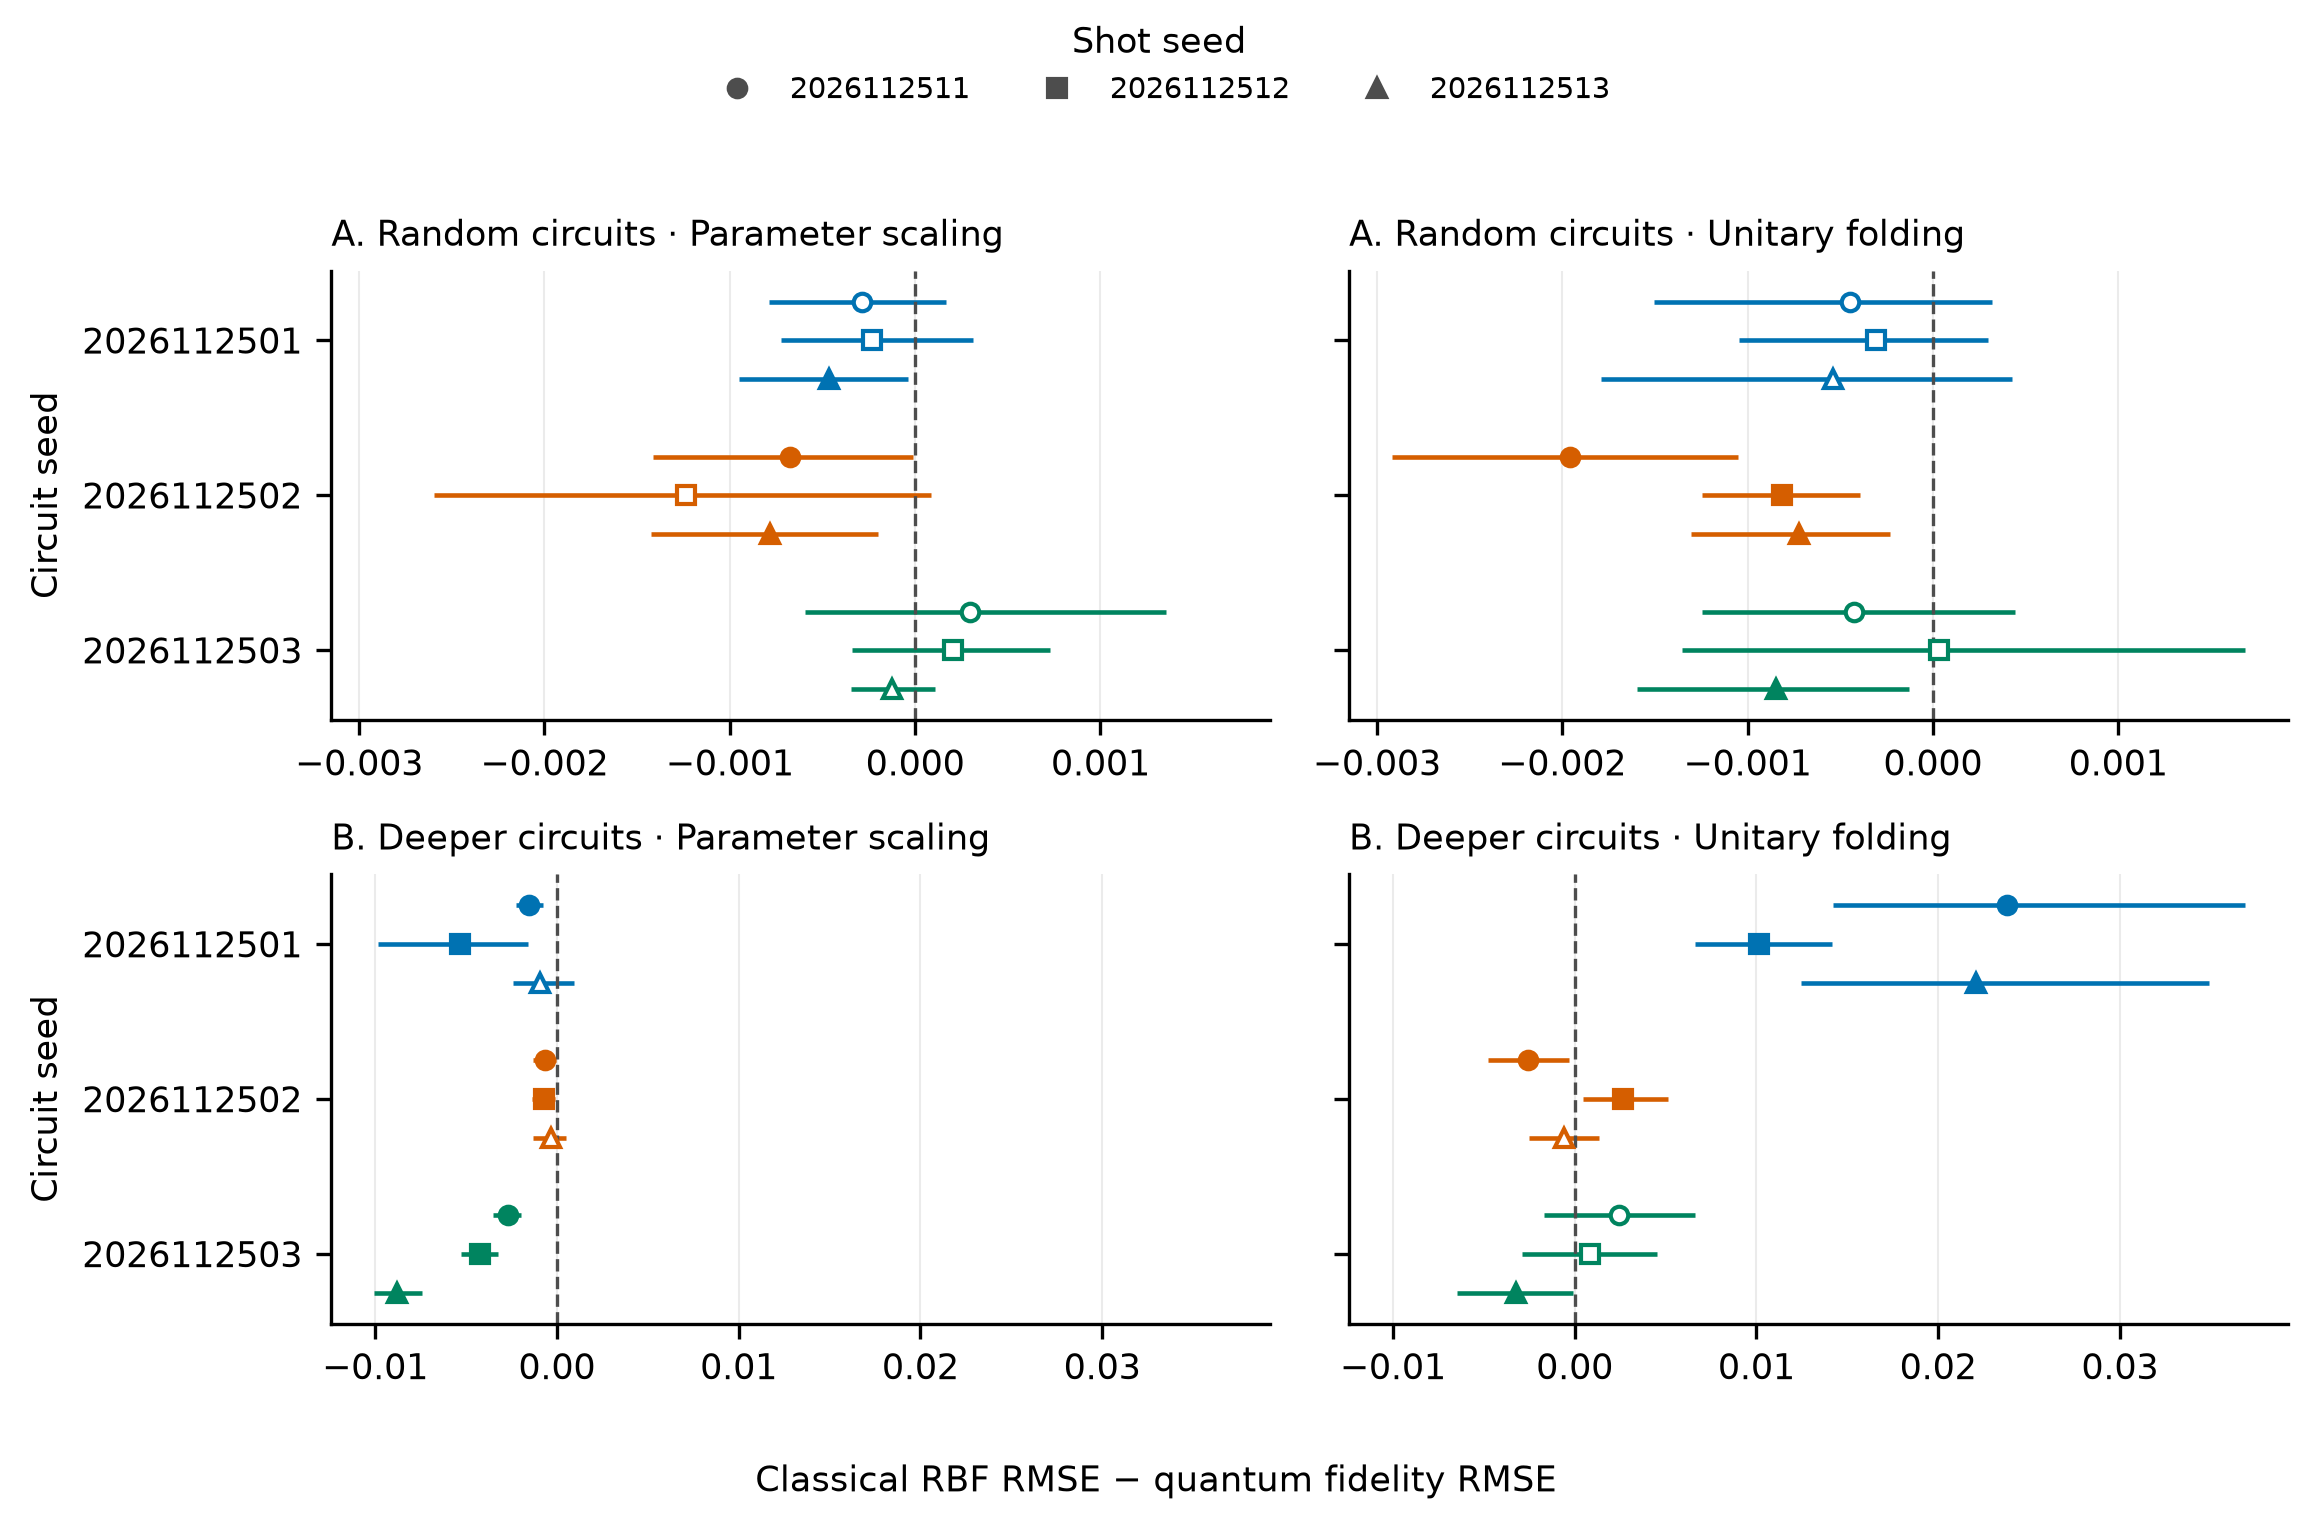 Shot seed
2026112511 2026112512 2026112513
A. Random circuits · Parameter scaling
A. Random circuits · Unitary folding
Circuit seed
2026112501
2026112502
2026112503
−0.003 −0.002 −0.001 0.000 0.001
−0.003 −0.002 −0.001 0.000 0.001
B. Deeper circuits · Parameter scaling
B. Deeper circuits · Unitary folding
Circuit seed
2026112501
2026112502
2026112503
−0.01 0.00 0.01 0.02 0.03
−0.01 0.00 0.01 0.02 0.03
Classical RBF RMSE − quantum fidelity RMSE